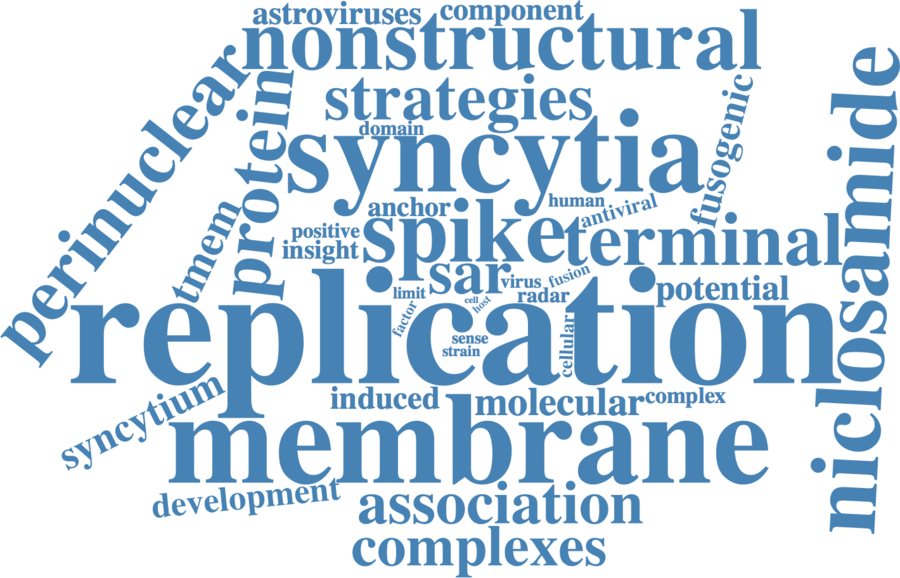 astroviruses component
nonstructural
strategies
domain
syncytia
perinuclear
protein
tmem
fusogenic
niclosamide
human
antiviral
anchor
positive
insight
spike
terminal
sar
virus
fusion
radar
potential
limit
cell
host
factor
replication
sense
strain
cellular
syncytium
induced
molecular
complex
membrane
development
association
complexes